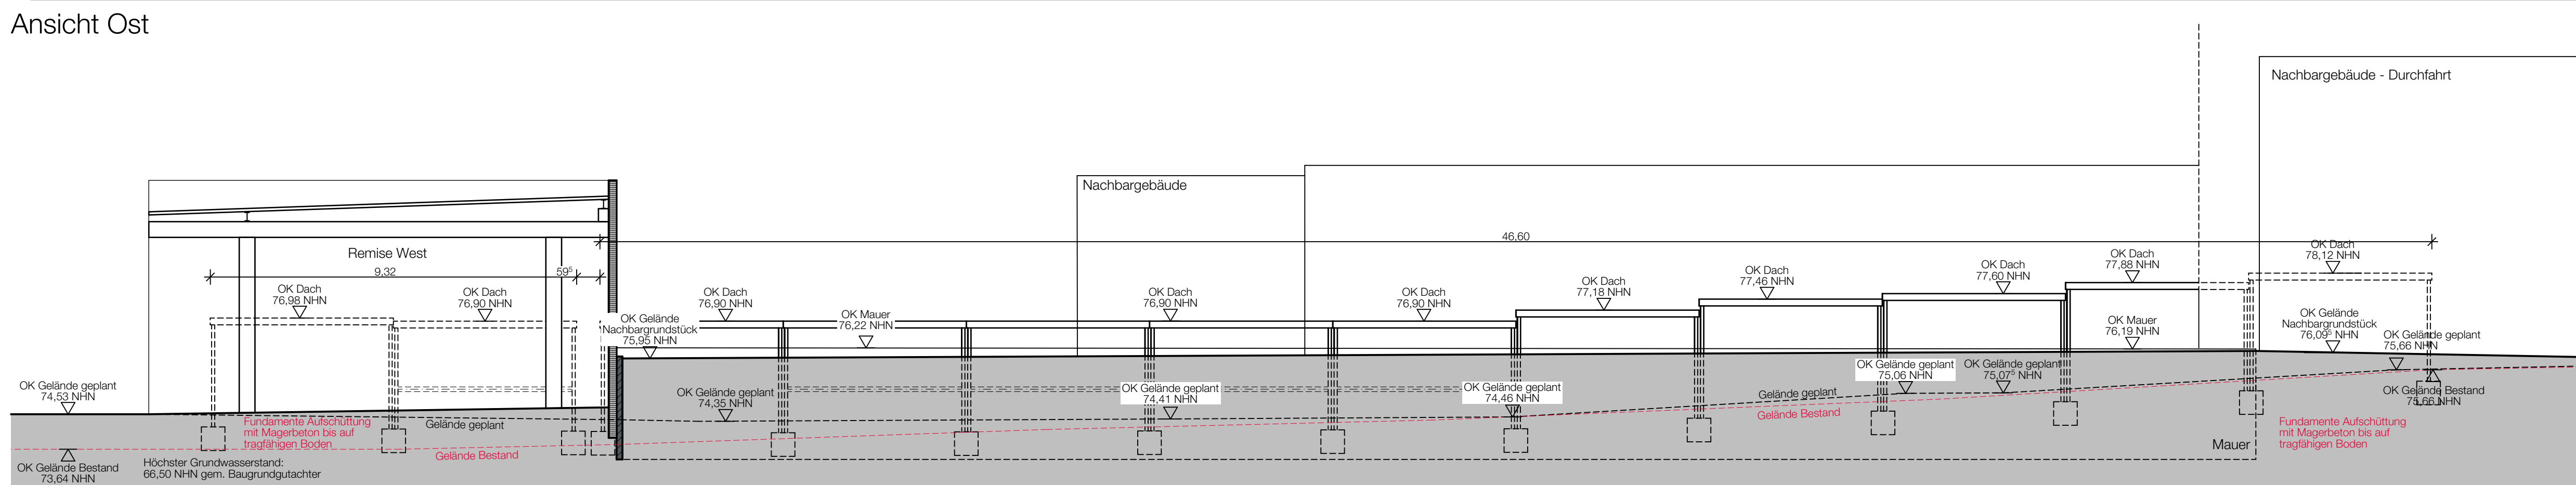 Ansicht Ost
Nachbargebäude - Durchfahrt
Nachbargebäude
46,60
Remise West
9,32
59⁵
OK Dach
76,98 NHN
OK Dach
76,90 NHN
OK Dach
76,90 NHN
OK Mauer
76,22 NHN
OK Dach
76,90 NHN
OK Dach
76,90 NHN
OK Dach
77,18 NHN
OK Dach
77,46 NHN
OK Dach
77,60 NHN
OK Dach
77,88 NHN
OK Dach
78,12 NHN
OK Gelände
Nachbargrundstück
75,95 NHN
OK Mauer
76,19 NHN
OK Gelände
Nachbargrundstück
76,09⁵ NHN
OK Gelände geplant
75,66 NHN
OK Gelände geplant
74,53 NHN
OK Gelände geplant
74,35 NHN
OK Gelände geplant
74,41 NHN
OK Gelände geplant
74,46 NHN
Gelände geplant
OK Gelände geplant
75,06 NHN
OK Gelände geplant
75,07⁵ NHN
OK Gelände Bestand
75,66 NHN
Gelände Bestand
Fundamente Aufschüttung
mit Magerbeton bis auf
tragfähigen Boden
Gelände geplant
Gelände Bestand
Mauer
Fundamente Aufschüttung
mit Magerbeton bis auf
tragfähigen Boden
OK Gelände Bestand
73,64 NHN
Höchster Grundwasserstand:
66,50 NHN gem. Baugrundgutachter